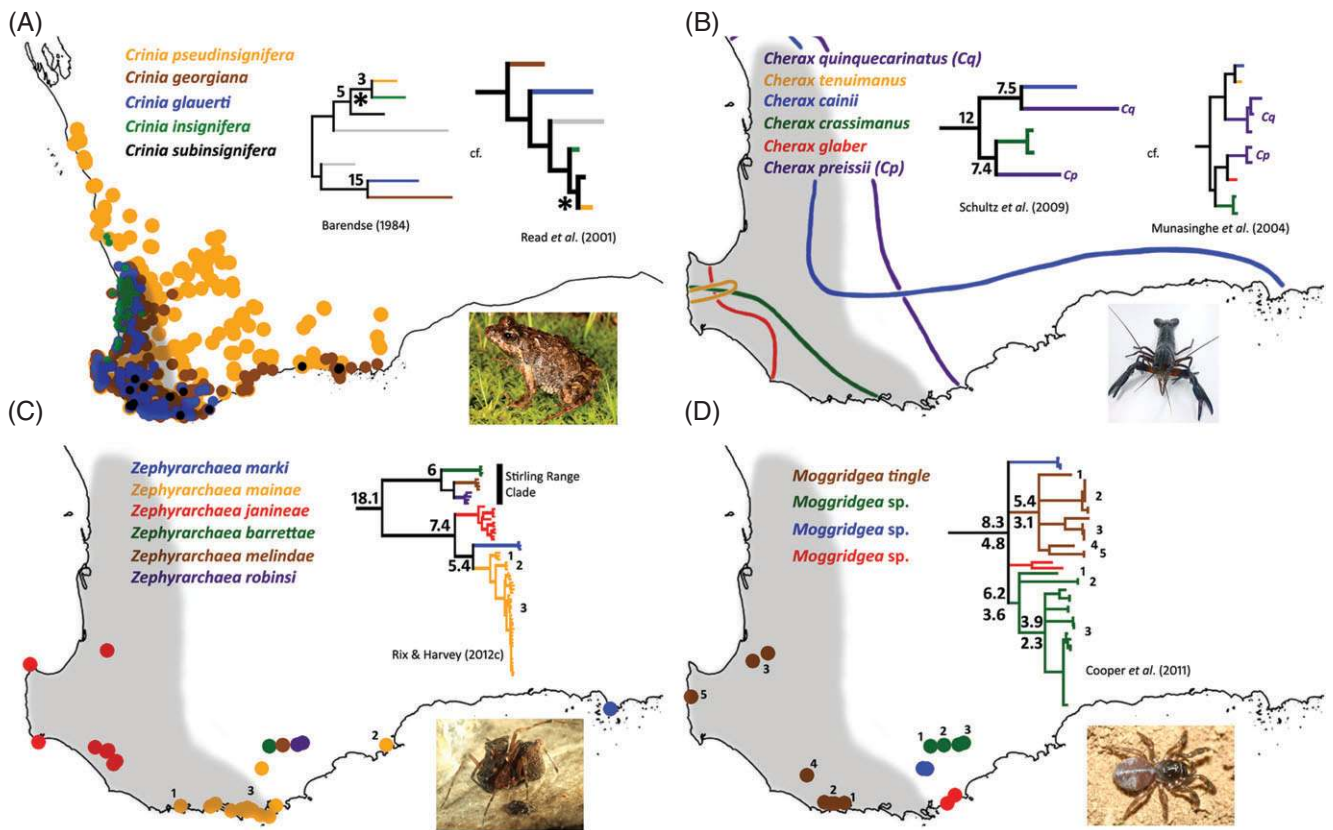 (A)
Crinia pseudinsignifera
Crinia georgiana
Crinia glauerti
Crinia insignifera
Crinia subinsignifera
3
5
*
15
Barendse (1984)
cf.
*
Read et al. (2001)
(B)
Cherax quinquecarinatus (Cq)
Cherax tenuimanus
Cherax cainii
Cherax crassimanus
Cherax glaber
Cherax preissii (Cp)
7.5
12
Cq
7.4
Cp
Schultz et al. (2009)
cf.
Cq
Cp
Munasinghe et al. (2004)
(C)
Zephyrarchaea marki
Zephyrarchaea mainae
Zephyrarchaea janineae
Zephyrarchaea barrettae
Zephyrarchaea melindae
Zephyrarchaea robinsi
6
Stirling Range
Clade
18.1
7.4
5.4
1
2
3
Rix & Harvey (2012c)
2
1
3
(D)
Moggridgea tingle
Moggridgea sp.
Moggridgea sp.
Moggridgea sp.
1
5.4
2
8.3
3.1
3
4.8
4
5
1
2
6.2
3.6
3.9
3
2.3
Cooper et al. (2011)
3
5
1 2 3
4
2 1